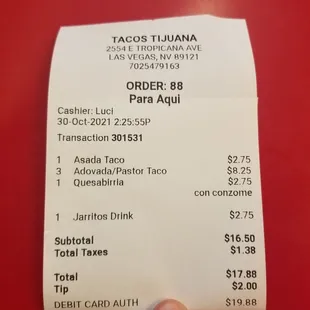 TACOS TIJUANA
2554 E TROPICANA AVE
LAS VEGAS, NV 89121
7025479163
ORDER: 88
Para Aqui
Cashier: Luci
30-Oct-2021 2:25:55P
Transaction 301531
1 Asada Taco $2.75
3 Adovada/Pastor Taco $8.25
1 Quesabirria $2.75
con conzome
1 Jarritos Drink $2.75
Subtotal $16.50
Total Taxes $1.38
Total $17.88
Tip $2.00
DEBIT CARD AUTH $19.88